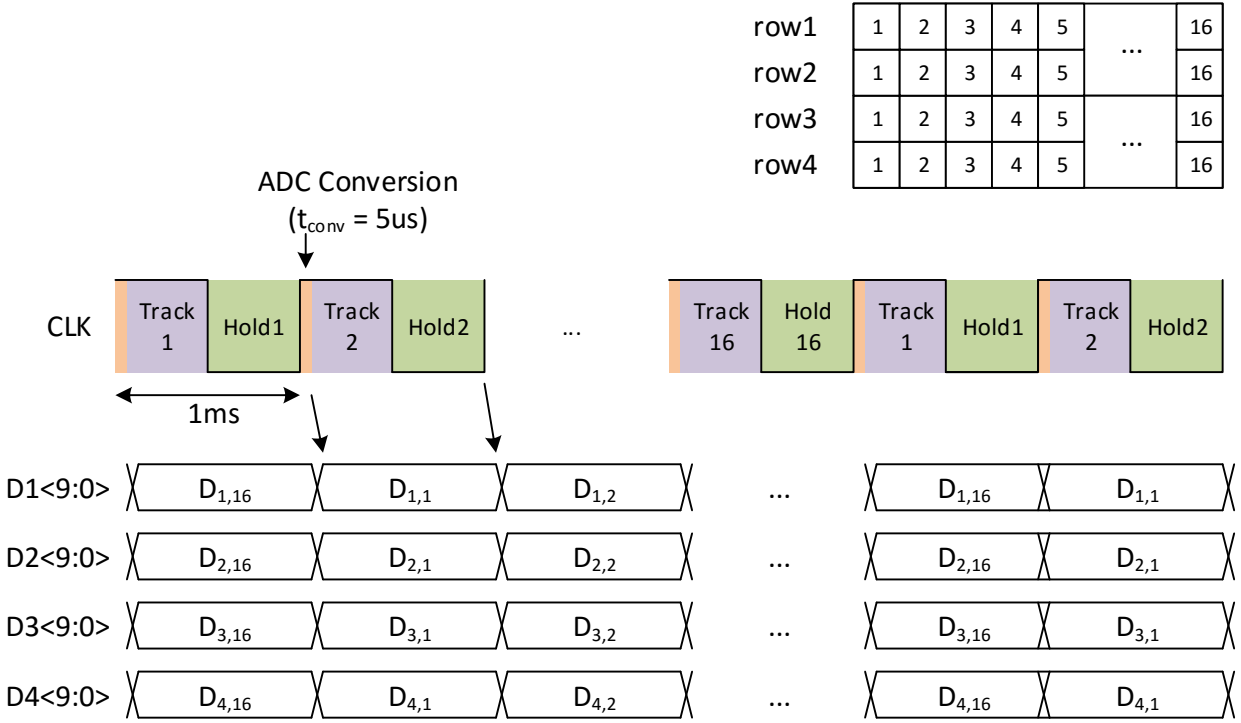 row1 1 2 3 4 5 ... 16
row2 1 2 3 4 5 16
row3 1 2 3 4 5 ... 16
row4 1 2 3 4 5 16
ADC Conversion
(tconv = 5us)
CLK Track 1 Hold1 Track 2 Hold2 ... Track 16 Hold 16 Track 1 Hold1 Track 2 Hold2
1ms
D1<9:0> D1,16 D1,1 D1,2 ... D1,16 D1,1
D2<9:0> D2,16 D2,1 D2,2 ... D2,16 D2,1
D3<9:0> D3,16 D3,1 D3,2 ... D3,16 D3,1
D4<9:0> D4,16 D4,1 D4,2 ... D4,16 D4,1